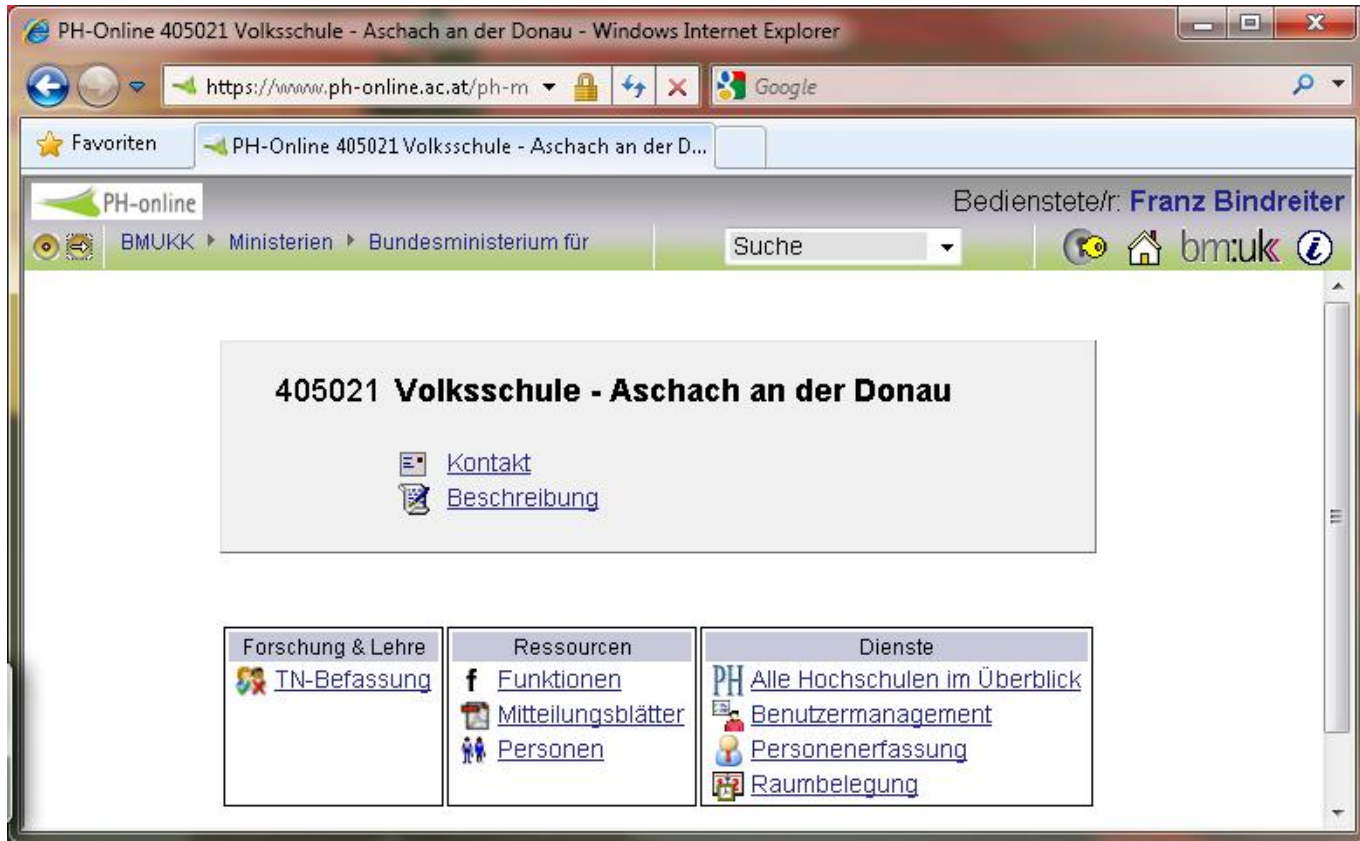 PH-Online 405021 Volksschule - Aschach an der Donau - Windows Internet Explorer
https://www.ph-online.ac.at/ph-m
Google
Favoriten
PH-Online 405021 Volksschule - Aschach an der D...
PH-online
Bedienstete/r: Franz Bindreiter
BMUKK Ministerien Bundesministerium für
Suche
bm:ukk
405021 Volksschule - Aschach an der Donau
Kontakt
Beschreibung
Forschung & Lehre
TN-Befassung
Ressourcen
f Funktionen
Mitteilungsblätter
Personen
Dienste
PH Alle Hochschulen im Überblick
Benutzermanagement
Personenerfassung
Raumbelegung